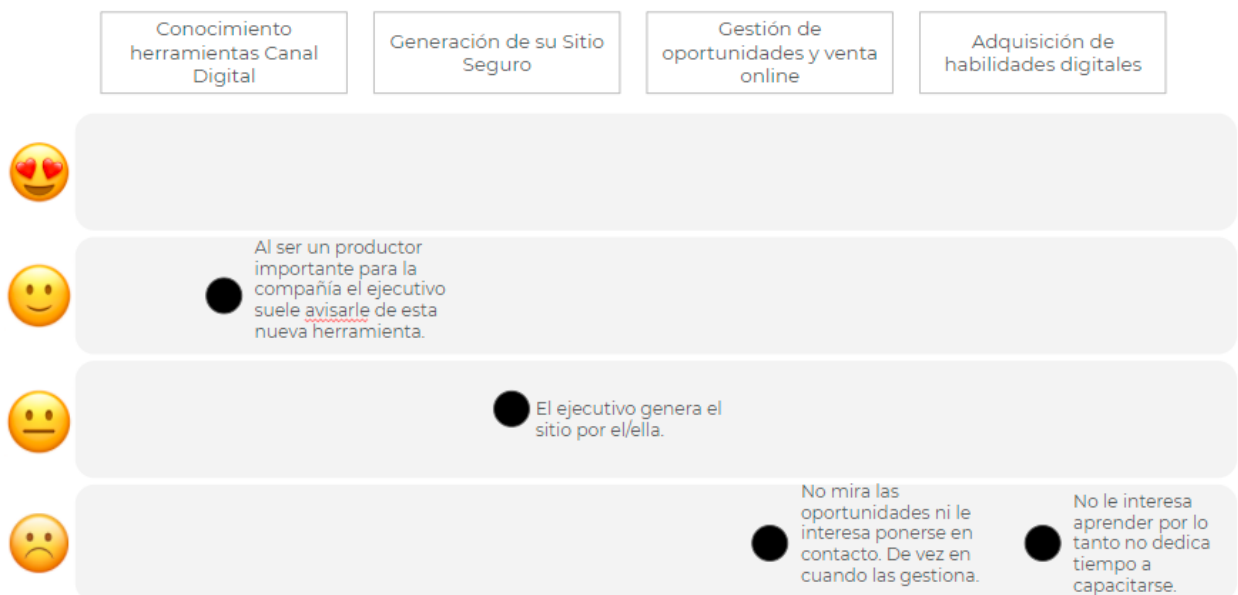 Conocimiento
herramientas Canal
Digital
Generación de su Sitio
Seguro
Gestión de
oportunidades y venta
online
Adquisición de
habilidades digitales
Al ser un productor
importante para la
compañía el ejecutivo
suele avisarle de esta
nueva herramienta.
El ejecutivo genera el
sitio por el/ella.
No mira las
oportunidades ni le
interesa ponerse en
contacto. De vez en
cuando las gestiona.
No le interesa
aprender por lo
tanto no dedica
tiempo a
capacitarse.